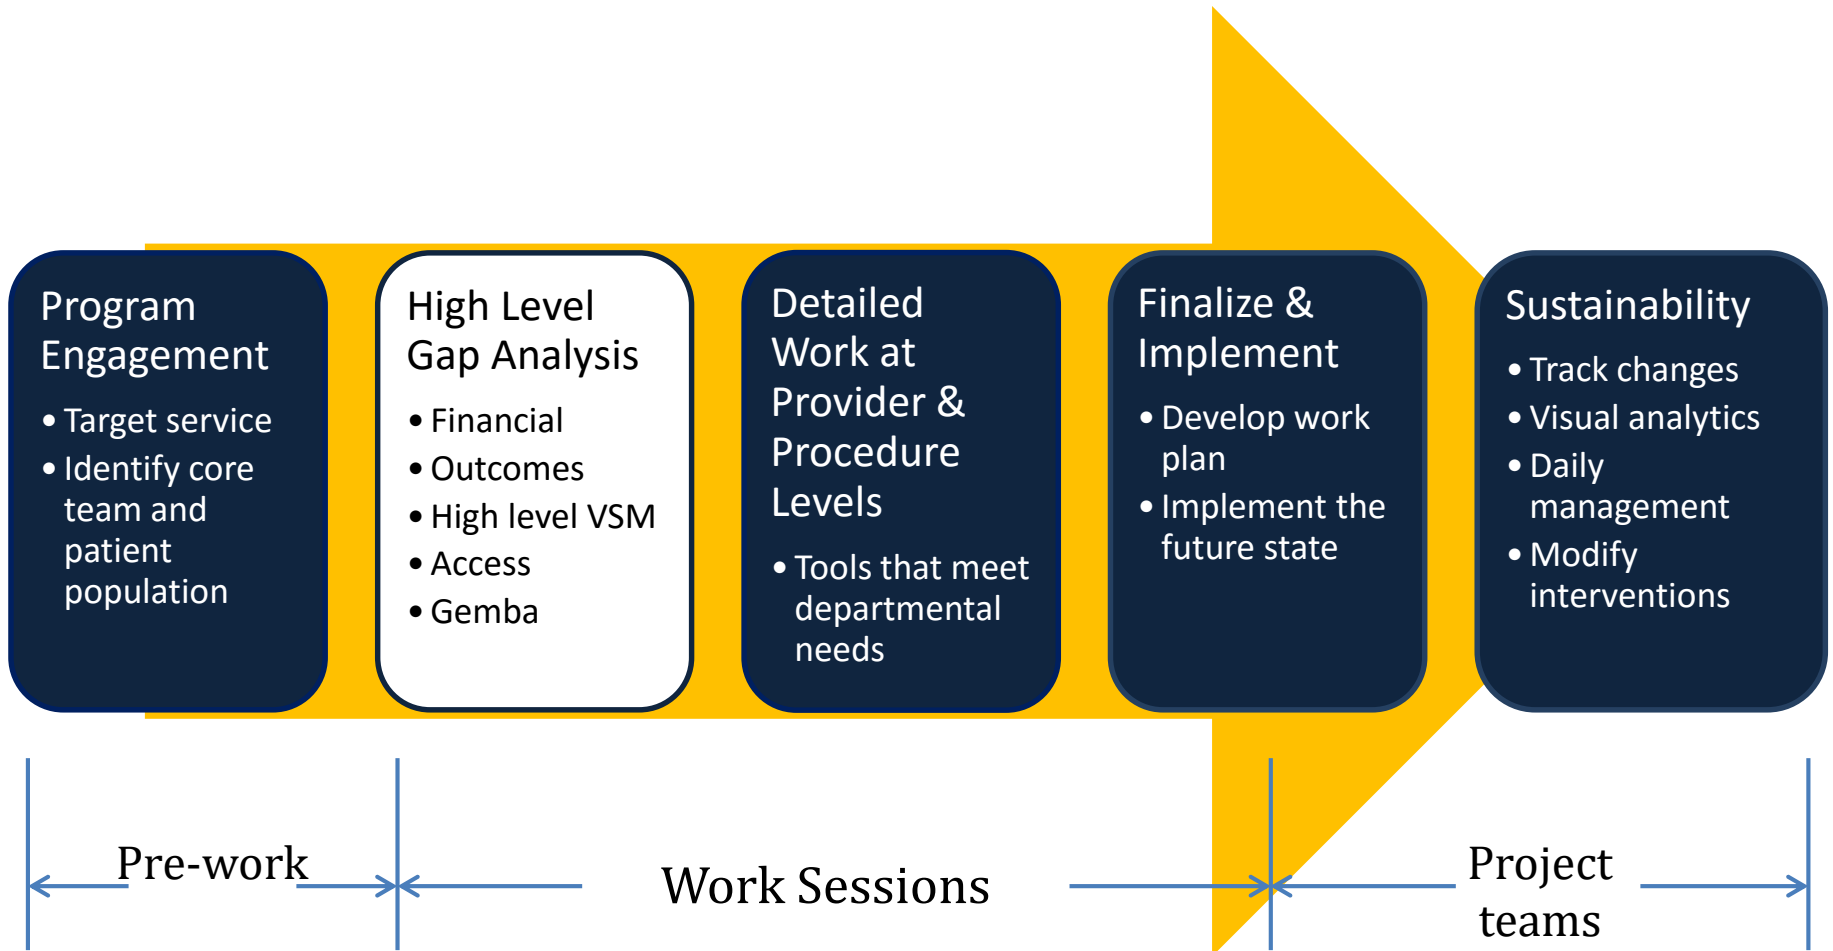 Program
Engagement
• Target service
• Identify core
team and
patient
population
High Level
Gap Analysis
• Financial
• Outcomes
• High level VSM
• Access
• Gemba
Detailed
Work at
Provider &
Procedure
Levels
• Tools that meet
departmental
needs
Finalize &
Implement
• Develop work
plan
• Implement the
future state
Sustainability
• Track changes
• Visual analytics
• Daily
management
• Modify
interventions
Pre-work
Work Sessions
Project
teams